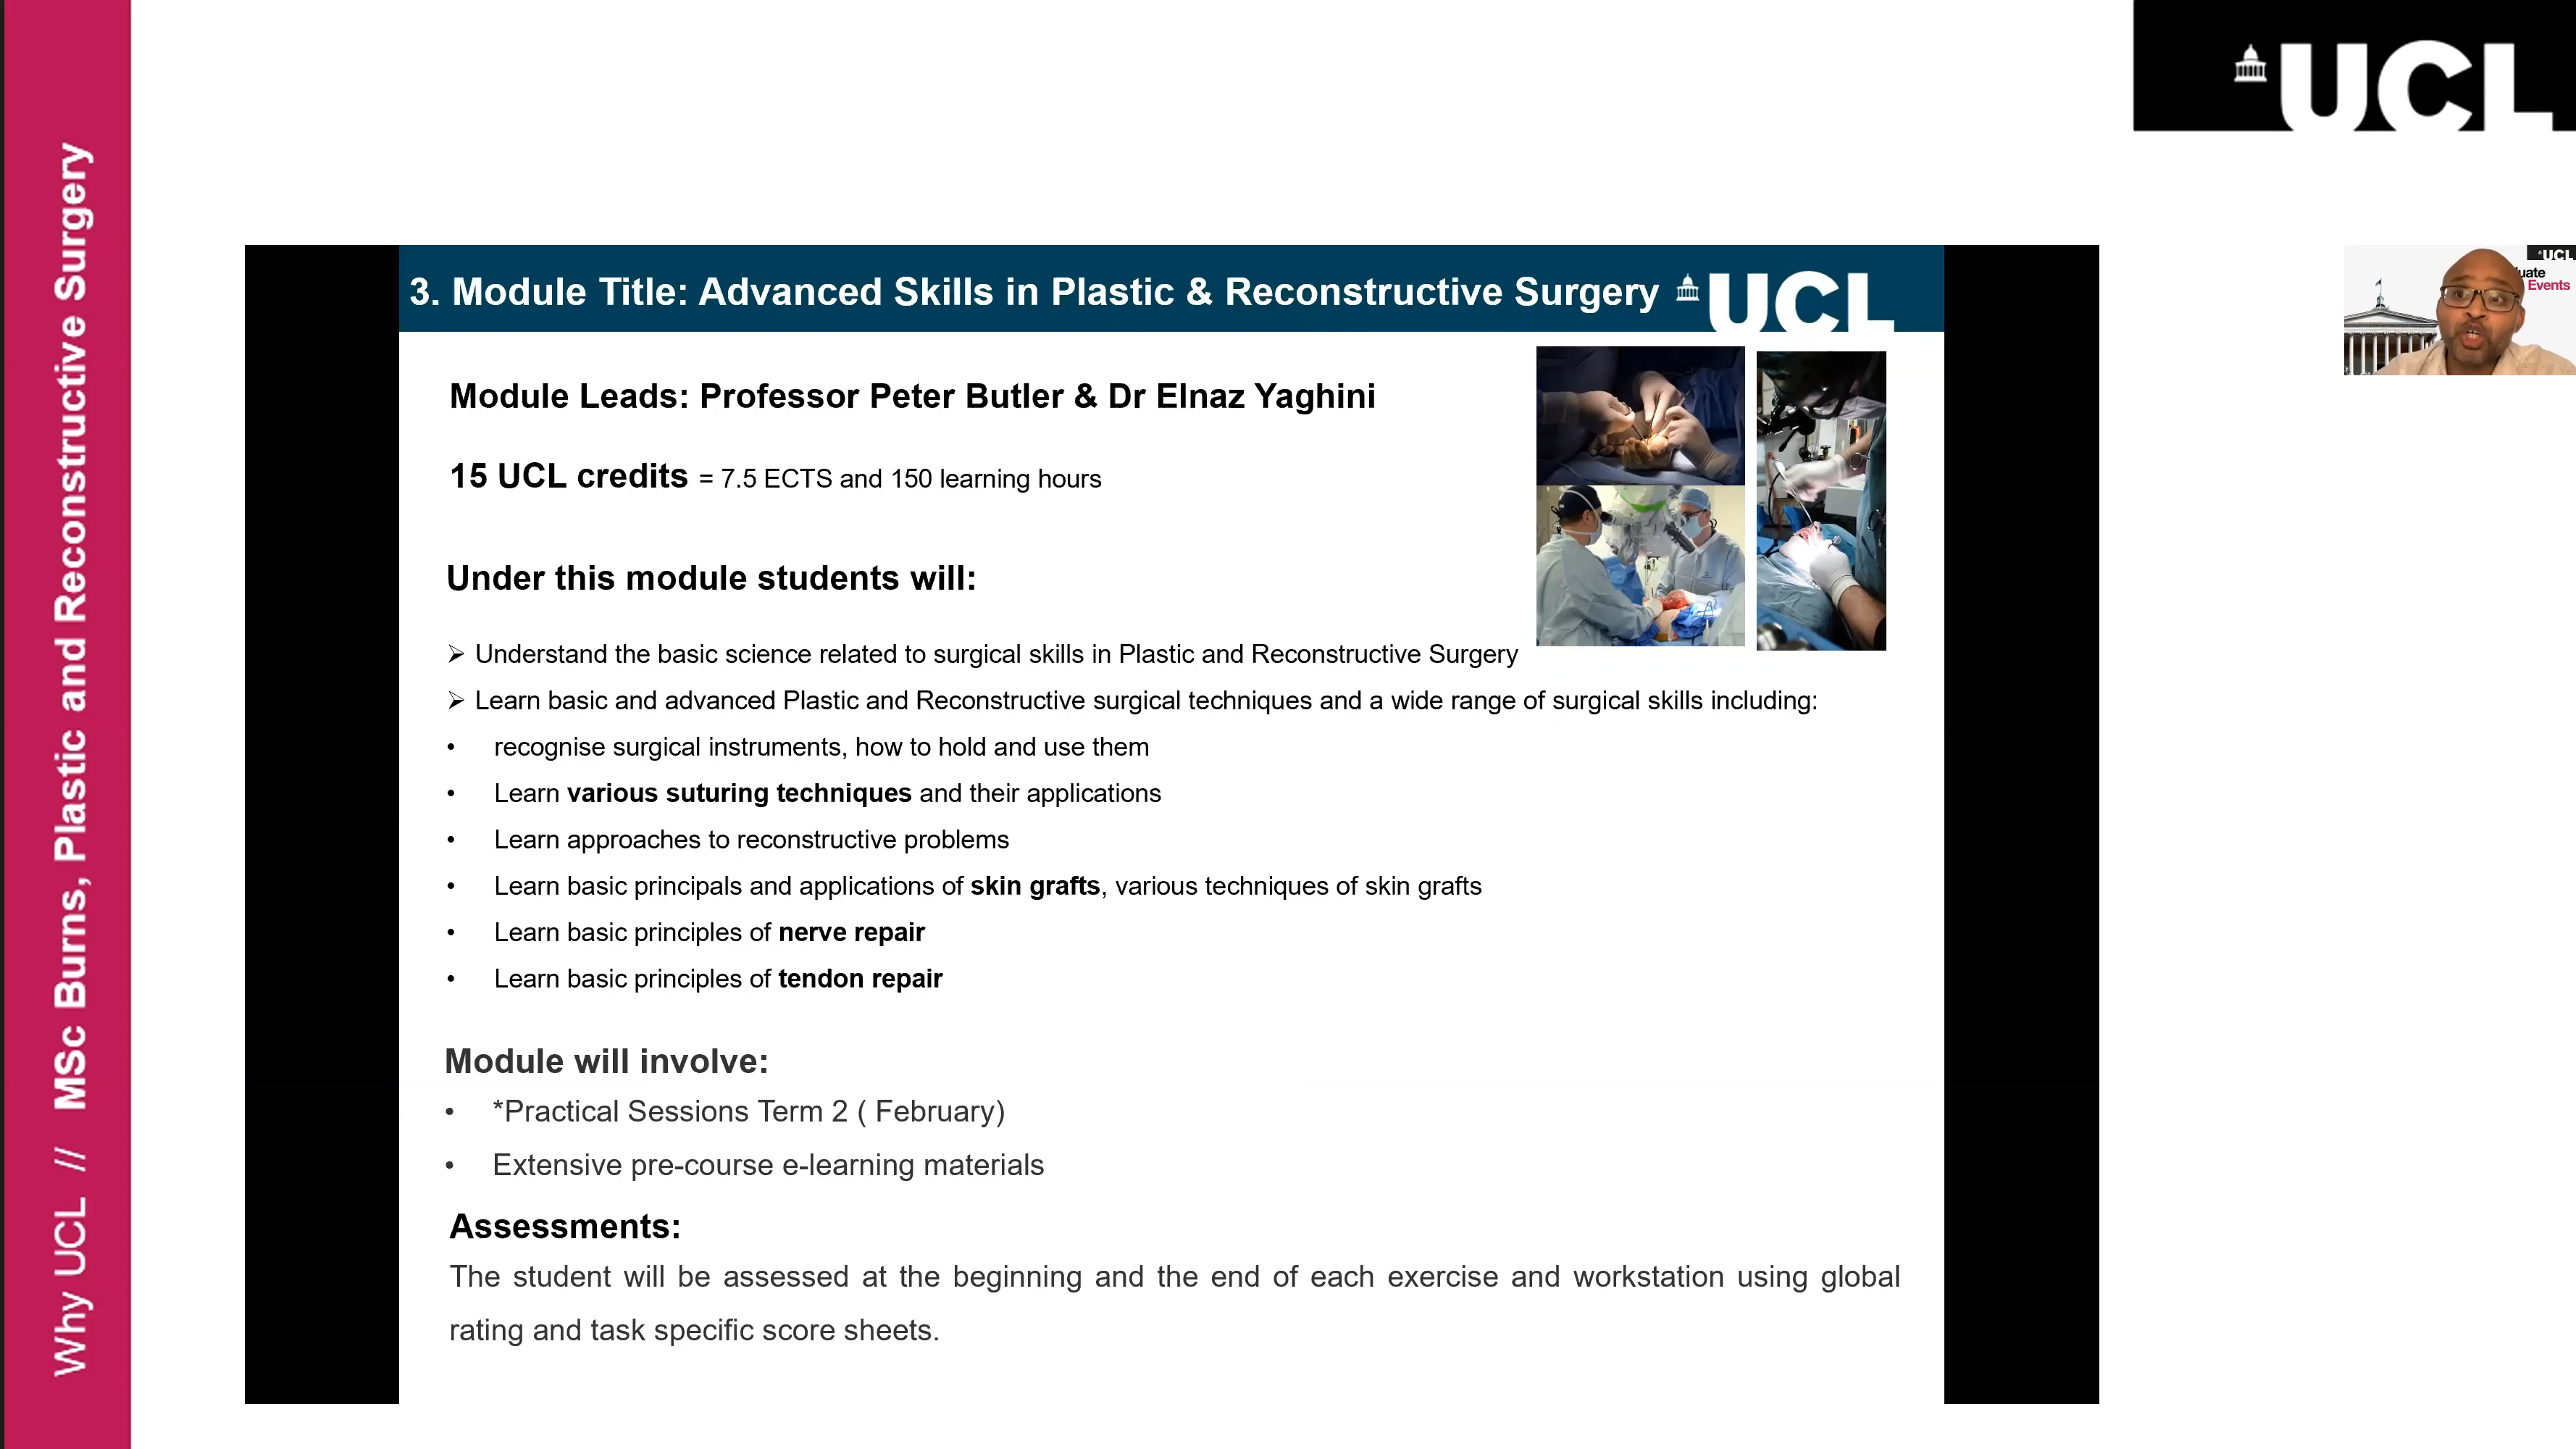 Why UCL // MSc Burns, Plastic and Reconstructive Surgery
UCL
3. Module Title: Advanced Skills in Plastic & Reconstructive Surgery
UCL
Module Leads: Professor Peter Butler & Dr Elnaz Yaghini
15 UCL credits = 7.5 ECTS and 150 learning hours
Under this module students will:
➢ Understand the basic science related to surgical skills in Plastic and Reconstructive Surgery
➢ Learn basic and advanced Plastic and Reconstructive surgical techniques and a wide range of surgical skills including:
• recognise surgical instruments, how to hold and use them
• Learn various suturing techniques and their applications
• Learn approaches to reconstructive problems
• Learn basic principals and applications of skin grafts, various techniques of skin grafts
• Learn basic principles of nerve repair
• Learn basic principles of tendon repair
Module will involve:
• *Practical Sessions Term 2 ( February)
• Extensive pre-course e-learning materials
Assessments:
The student will be assessed at the beginning and the end of each exercise and workstation using global
rating and task specific score sheets.
UCL
uate
Events